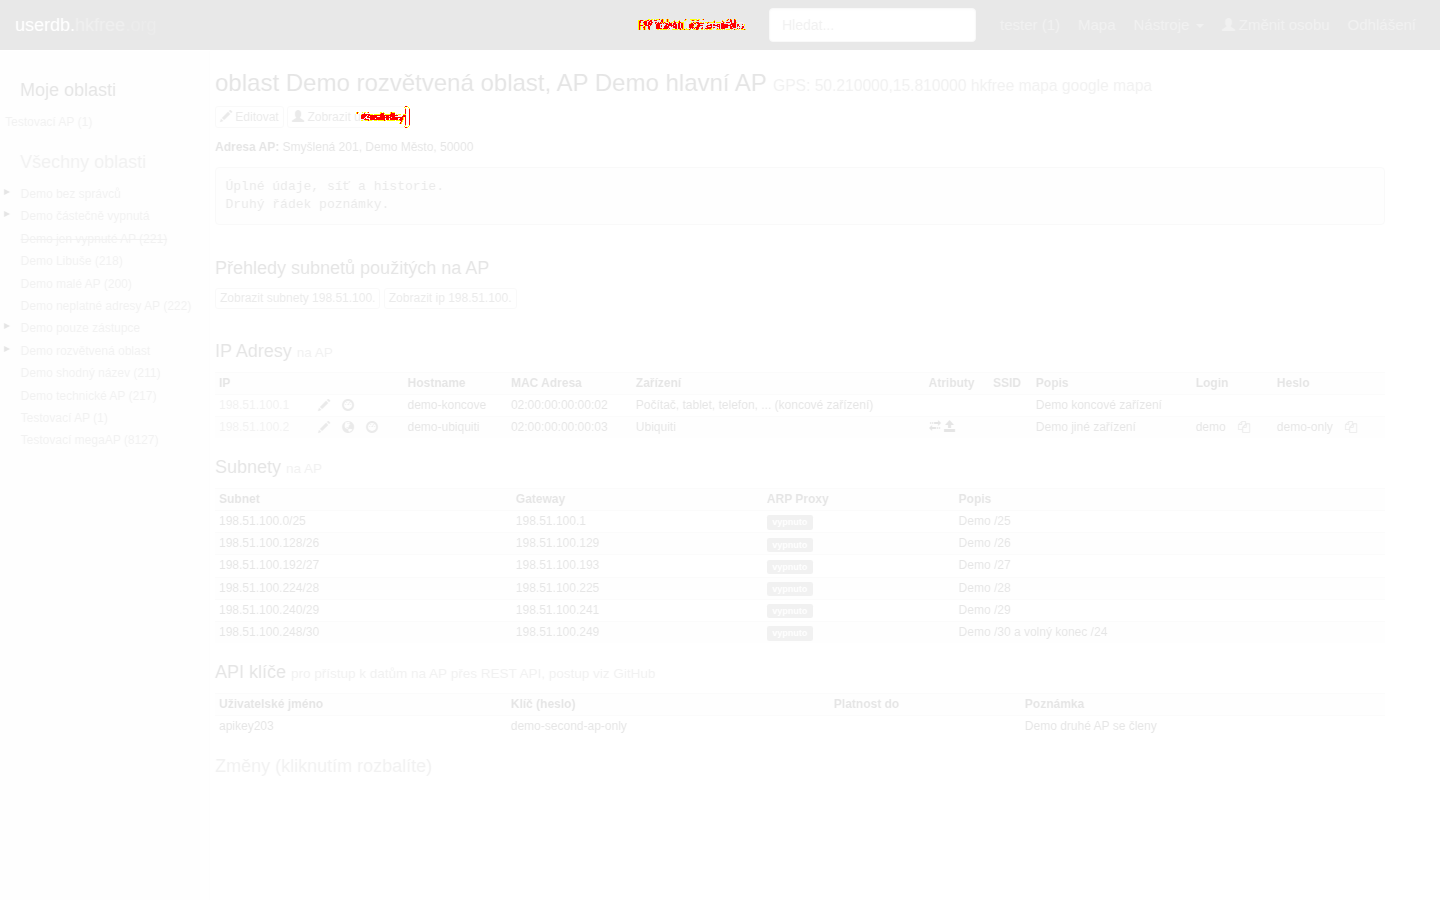 userdb.hkfree.org
Hledat...
tester (1)
Mapa
Nástroje
Změnit osobu
Odhlášení
Moje oblasti
Testovací AP (1)
Všechny oblasti
Demo bez správců
Demo částečně vypnutá
Demo jen vypnuté AP (221)
Demo Libuše (218)
Demo malé AP (200)
Demo neplatné adresy AP (222)
Demo pouze zástupce
Demo rozvětvená oblast
Demo shodný název (211)
Demo technické AP (217)
Testovací AP (1)
Testovací megaAP (8127)
oblast Demo rozvětvená oblast, AP Demo hlavní AP GPS: 50.210000,15.810000 hkfree mapa google mapa
Editovat
Zobrazit
Adresa AP: Smyšlená 201, Demo Město, 50000
Úplné údaje, síť a historie.
Druhý řádek poznámky.
Přehledy subnetů použitých na AP
Zobrazit subnety 198.51.100. Zobrazit ip 198.51.100.
IP Adresy na AP
IP Hostname MAC Adresa Zařízení Atributy SSID Popis Login Heslo
198.51.100.1 demo-koncove 02:00:00:00:00:02 Počítač, tablet, telefon, ... (koncové zařízení) Demo koncové zařízení
198.51.100.2 demo-ubiquiti 02:00:00:00:00:03 Ubiquiti Demo jiné zařízení demo demo-only
Subnety na AP
Subnet Gateway ARP Proxy Popis
198.51.100.0/25 198.51.100.1 vypnuto Demo /25
198.51.100.128/26 198.51.100.129 vypnuto Demo /26
198.51.100.192/27 198.51.100.193 vypnuto Demo /27
198.51.100.224/28 198.51.100.225 vypnuto Demo /28
198.51.100.240/29 198.51.100.241 vypnuto Demo /29
198.51.100.248/30 198.51.100.249 vypnuto Demo /30 a volný konec /24
API klíče pro přístup k datům na AP přes REST API, postup viz GitHub
Uživatelské jméno Klíč (heslo) Platnost do Poznámka
apikey203 demo-second-ap-only Demo druhé AP se členy
Změny (kliknutím rozbalíte)